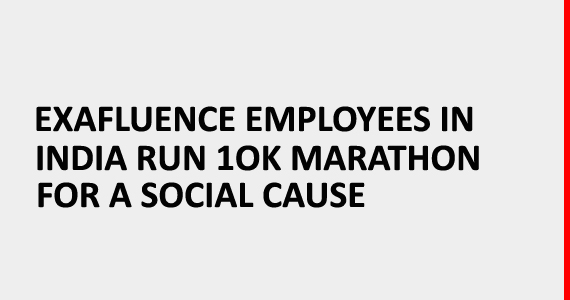 EXAFLUENCE EMPLOYEES IN
INDIA RUN 10K MARATHON
FOR A SOCIAL CAUSE